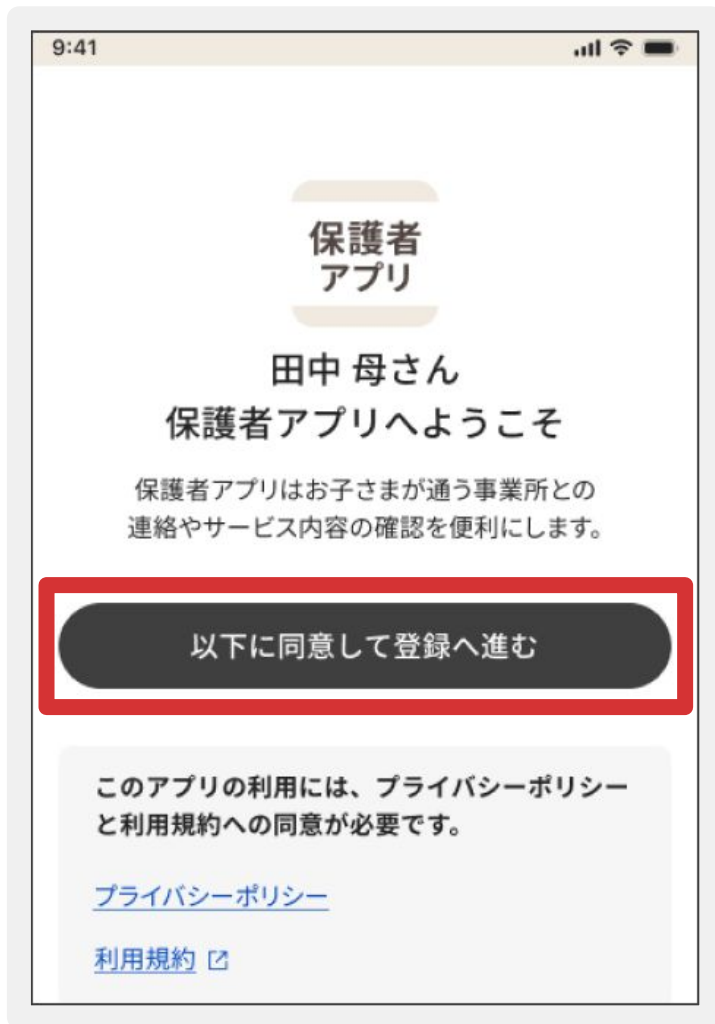 9:41
保護者
アプリ
田中 母さん
保護者アプリへようこそ
保護者アプリはお子さまが通う事業所との
連絡やサービス内容の確認を便利にします。
以下に同意して登録へ進む
このアプリの利用には、プライバシーポリシー
と利用規約への同意が必要です。
プライバシーポリシー
利用規約